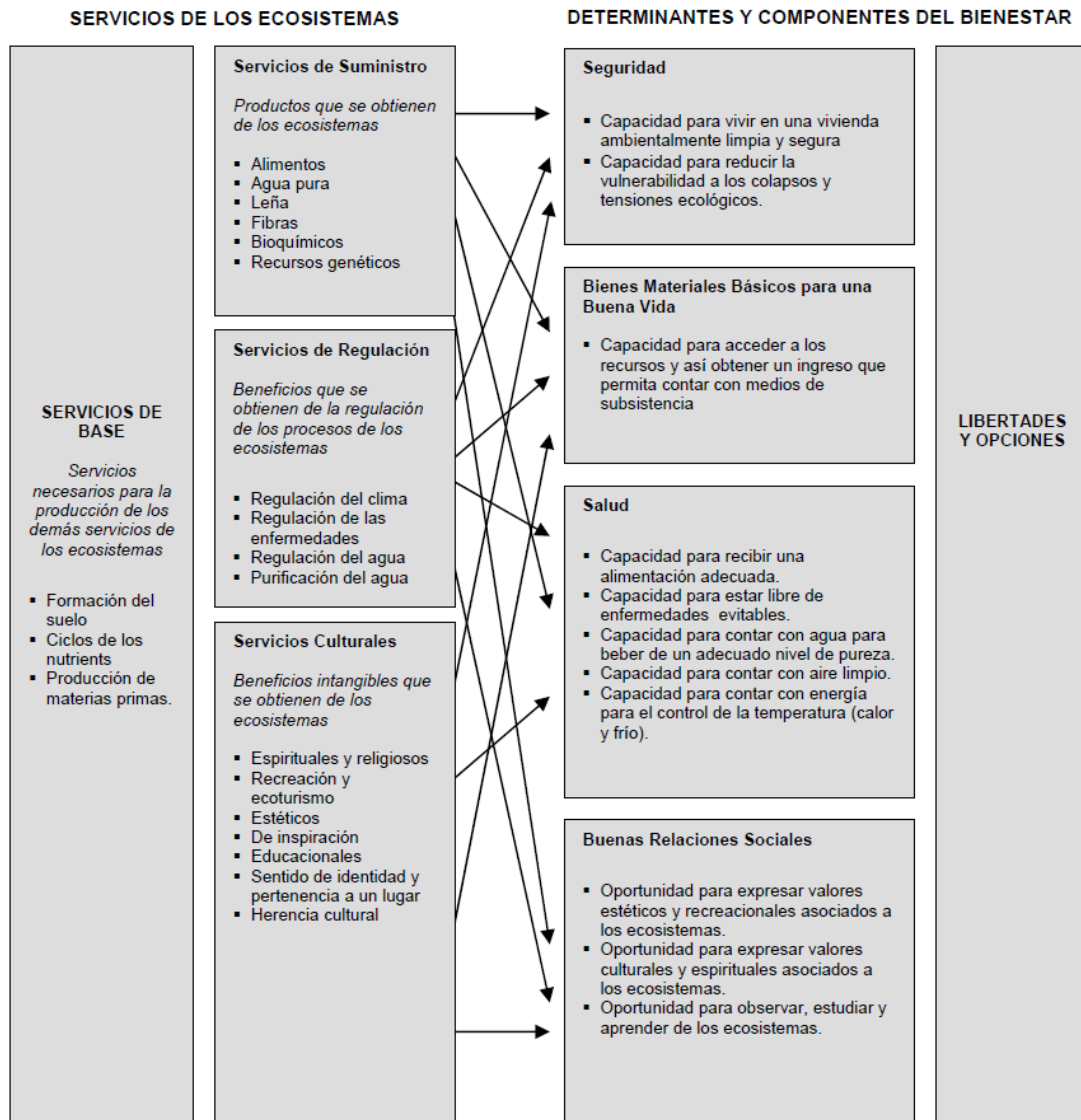 SERVICIOS DE LOS ECOSISTEMAS
DETERMINANTES Y COMPONENTES DEL BIENESTAR
SERVICIOS DE
BASE
Servicios
necesarios para la
producción de los
demás servicios de
los ecosistemas
▪ Formación del
suelo
▪ Ciclos de los
nutrients
▪ Producción de
materias primas.
Servicios de Suministro
Productos que se obtienen
de los ecosistemas
▪ Alimentos
▪ Agua pura
▪ Leña
▪ Fibras
▪ Bioquímicos
▪ Recursos genéticos
Servicios de Regulación
Beneficios que se
obtienen de la regulación
de los procesos de los
ecosistemas
▪ Regulación del clima
▪ Regulación de las
enfermedades
▪ Regulación del agua
▪ Purificación del agua
Servicios Culturales
Beneficios intangibles que
se obtienen de los
ecosistemas
▪ Espirituales y religiosos
▪ Recreación y
ecoturismo
▪ Estéticos
▪ De inspiración
▪ Educacionales
▪ Sentido de identidad y
pertenencia a un lugar
▪ Herencia cultural
Seguridad
▪ Capacidad para vivir en una vivienda
ambientalmente limpia y segura
▪ Capacidad para reducir la
vulnerabilidad a los colapsos y
tensiones ecológicos.
Bienes Materiales Básicos para una
Buena Vida
▪ Capacidad para acceder a los
recursos y así obtener un ingreso que
permita contar con medios de
subsistencia
Salud
▪ Capacidad para recibir una
alimentación adecuada.
▪ Capacidad para estar libre de
enfermedades evitables.
▪ Capacidad para contar con agua para
beber de un adecuado nivel de pureza.
▪ Capacidad para contar con aire limpio.
▪ Capacidad para contar con energía
para el control de la temperatura (calor
y frío).
Buenas Relaciones Sociales
▪ Oportunidad para expresar valores
estéticos y recreacionales asociados a
los ecosistemas.
▪ Oportunidad para expresar valores
culturales y espirituales asociados a
los ecosistemas.
▪ Oportunidad para observar, estudiar y
aprender de los ecosistemas.
LIBERTADES
Y OPCIONES